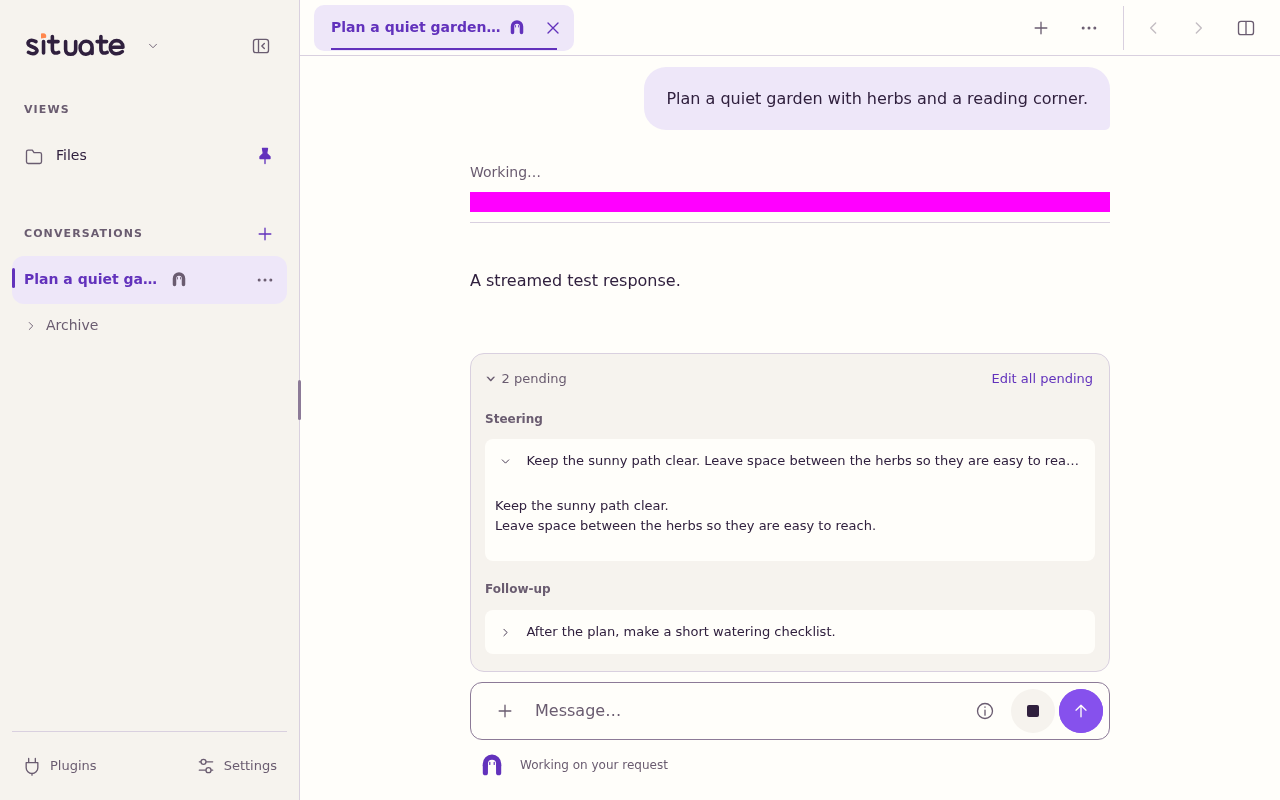 situate
VIEWS
Files
CONVERSATIONS
Plan a quiet ga…
Archive
Plugins
Settings
Plan a quiet garden…
Plan a quiet garden with herbs and a reading corner.
Working…
A streamed test response.
2 pending
Edit all pending
Steering
Keep the sunny path clear. Leave space between the herbs so they are easy to rea…
Keep the sunny path clear.
Leave space between the herbs so they are easy to reach.
Follow-up
After the plan, make a short watering checklist.
Message…
Working on your request